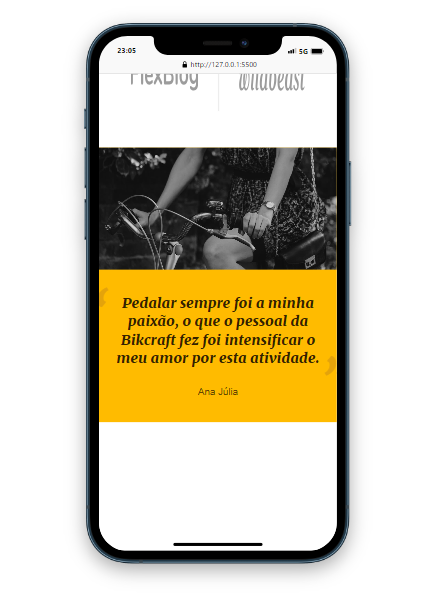 23:05
5G
http://127.0.0.1:5500
FlexBlog
wildbeast
‘
Pedalar sempre foi a minha
paixão, o que o pessoal da
Bikcraft fez foi intensificar o
meu amor por esta atividade.
’
Ana Júlia